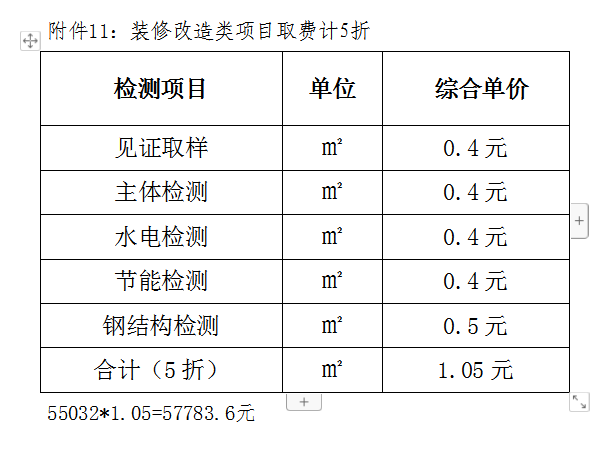 附件11：装修改造类项目取费计5折
检测项目 单位 综合单价
见证取样 ㎡ 0.4元
主体检测 ㎡ 0.4元
水电检测 ㎡ 0.4元
节能检测 ㎡ 0.4元
钢结构检测 ㎡ 0.5元
合计（5折） ㎡ 1.05元
55032*1.05=57783.6元